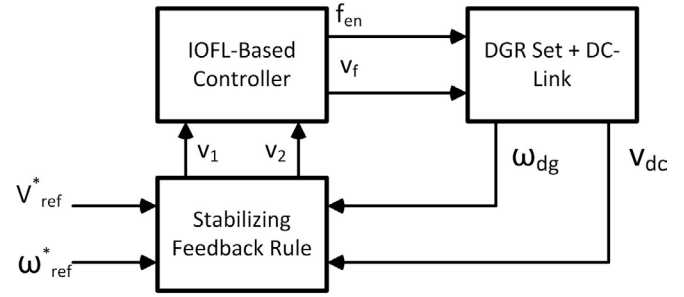 f_en
IOFL-Based
Controller
v_f
DGR Set + DC-
Link
v_1
v_2
ω_dg
v_dc
V*_ref
Stabilizing
Feedback Rule
ω*_ref